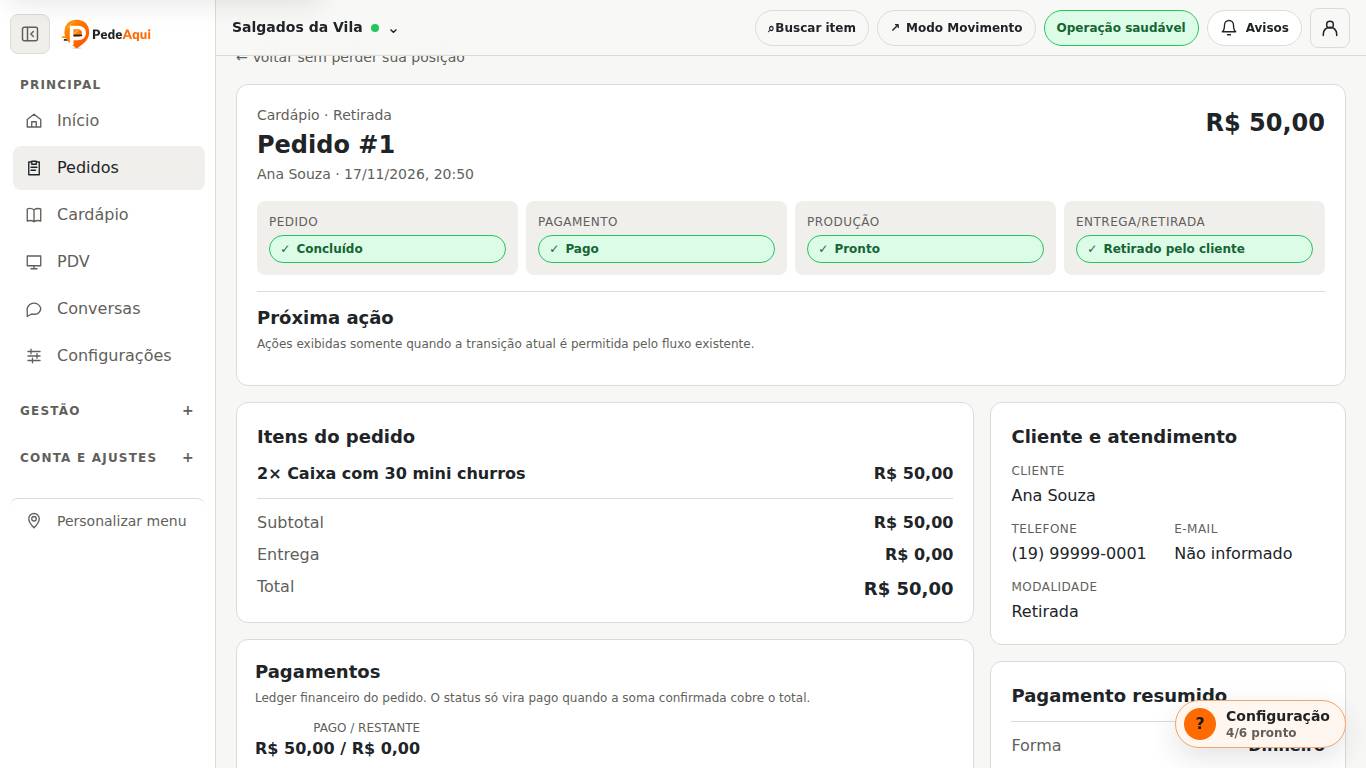 PedeAqui
PRINCIPAL
Início
Pedidos
Cardápio
PDV
Conversas
Configurações
GESTÃO +
CONTA E AJUSTES +
Personalizar menu
Salgados da Vila
Buscar item
↗ Modo Movimento
Operação saudável
Avisos
← Voltar sem perder sua posição
Cardápio · Retirada
Pedido #1
R$ 50,00
Ana Souza · 17/11/2026, 20:50
PEDIDO
✓ Concluído
PAGAMENTO
✓ Pago
PRODUÇÃO
✓ Pronto
ENTREGA/RETIRADA
✓ Retirado pelo cliente
Próxima ação
Ações exibidas somente quando a transição atual é permitida pelo fluxo existente.
Itens do pedido
2× Caixa com 30 mini churros R$ 50,00
Subtotal R$ 50,00
Entrega R$ 0,00
Total R$ 50,00
Pagamentos
Ledger financeiro do pedido. O status só vira pago quando a soma confirmada cobre o total.
PAGO / RESTANTE
R$ 50,00 / R$ 0,00
Cliente e atendimento
CLIENTE
Ana Souza
TELEFONE
(19) 99999-0001
E-MAIL
Não informado
MODALIDADE
Retirada
Pagamento resumido
Forma Dinheiro
?
Configuração
4/6 pronto